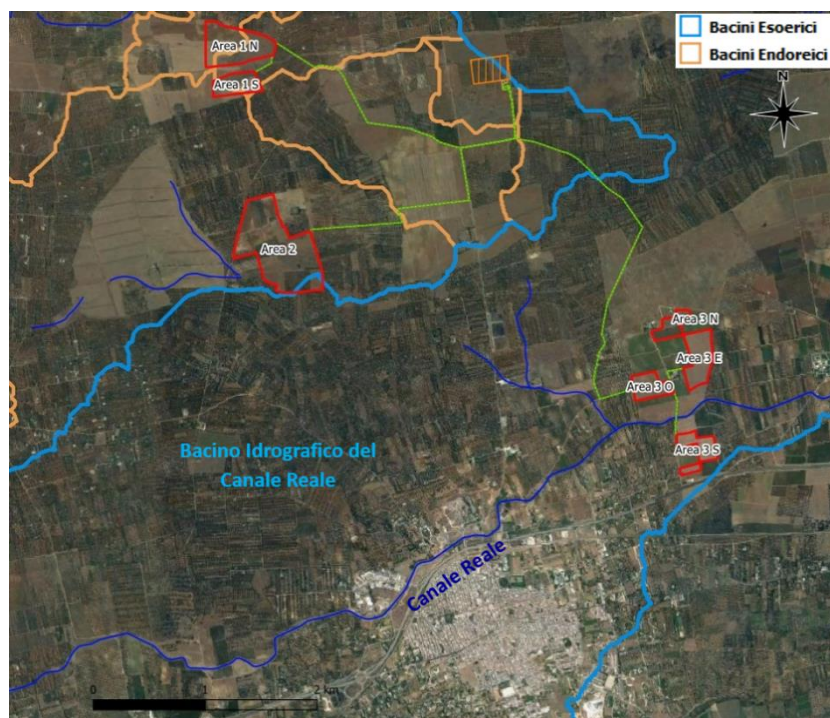 Bacini Esoerici
Bacini Endoreici
N
Area 1 N
Area 1 S
Area 2
Area 3 N
Area 3 E
Area 3 O
Area 3 S
Bacino Idrografico del
Canale Reale
Canale Reale
0 1 2 km